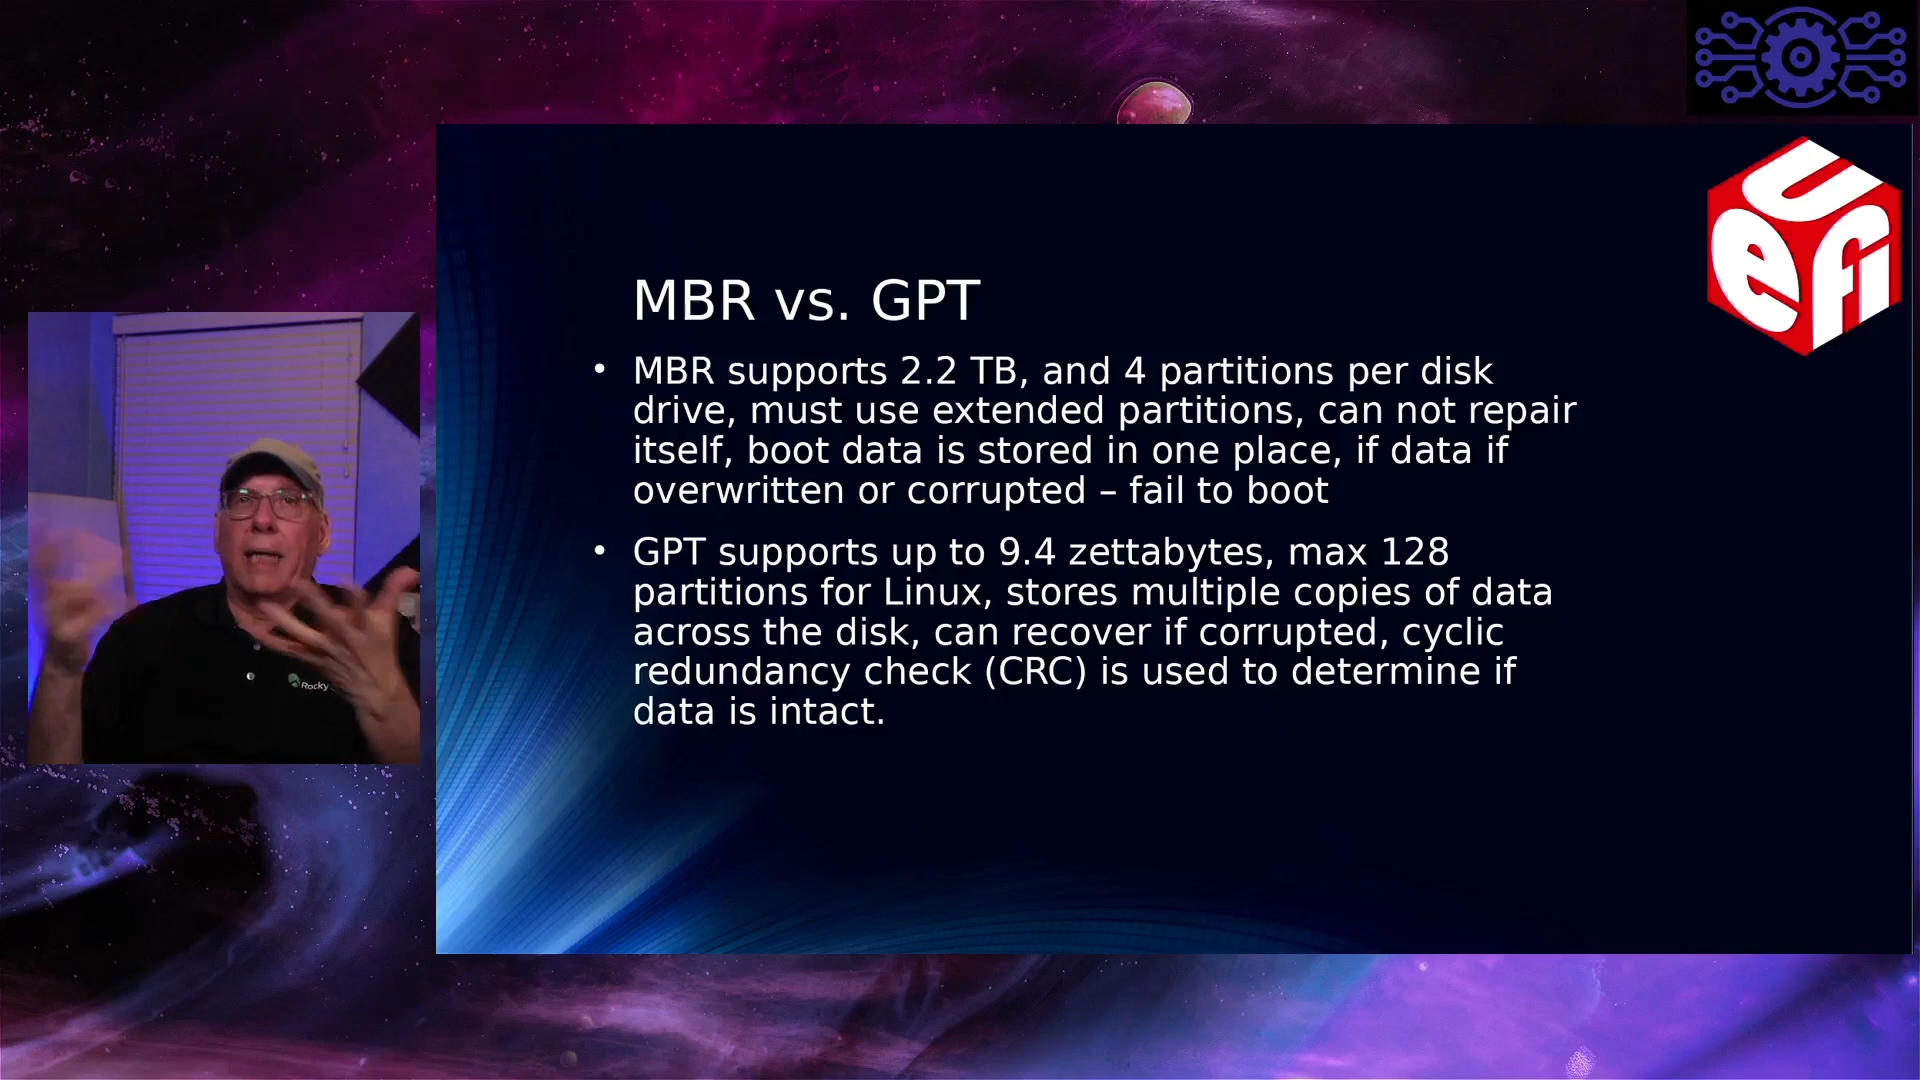 uefi
MBR vs. GPT
• MBR supports 2.2 TB, and 4 partitions per disk
drive, must use extended partitions, can not repair
itself, boot data is stored in one place, if data if
overwritten or corrupted – fail to boot
• GPT supports up to 9.4 zettabytes, max 128
partitions for Linux, stores multiple copies of data
across the disk, can recover if corrupted, cyclic
redundancy check (CRC) is used to determine if
data is intact.
Rocky